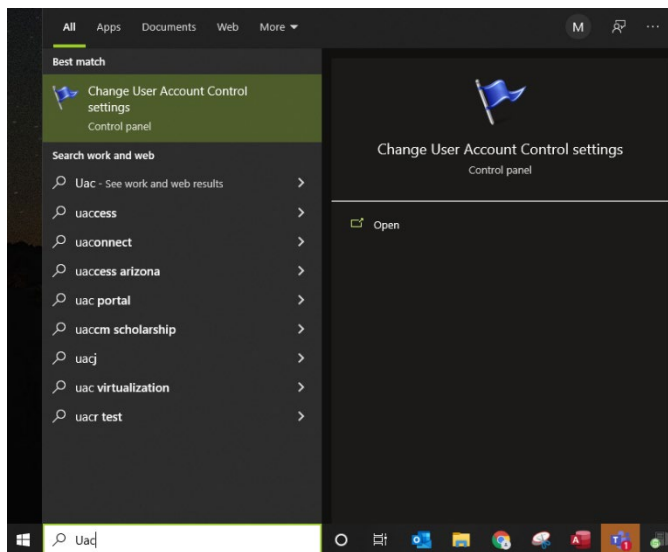 All Apps Documents Web More
M
Best match
Change User Account Control
settings
Control panel
Search work and web
Uac - See work and web results
uaccess
uaconnect
uaccess arizona
uac portal
uaccm scholarship
uacj
uac virtualization
uacr test
Change User Account Control settings
Control panel
Open
Uac